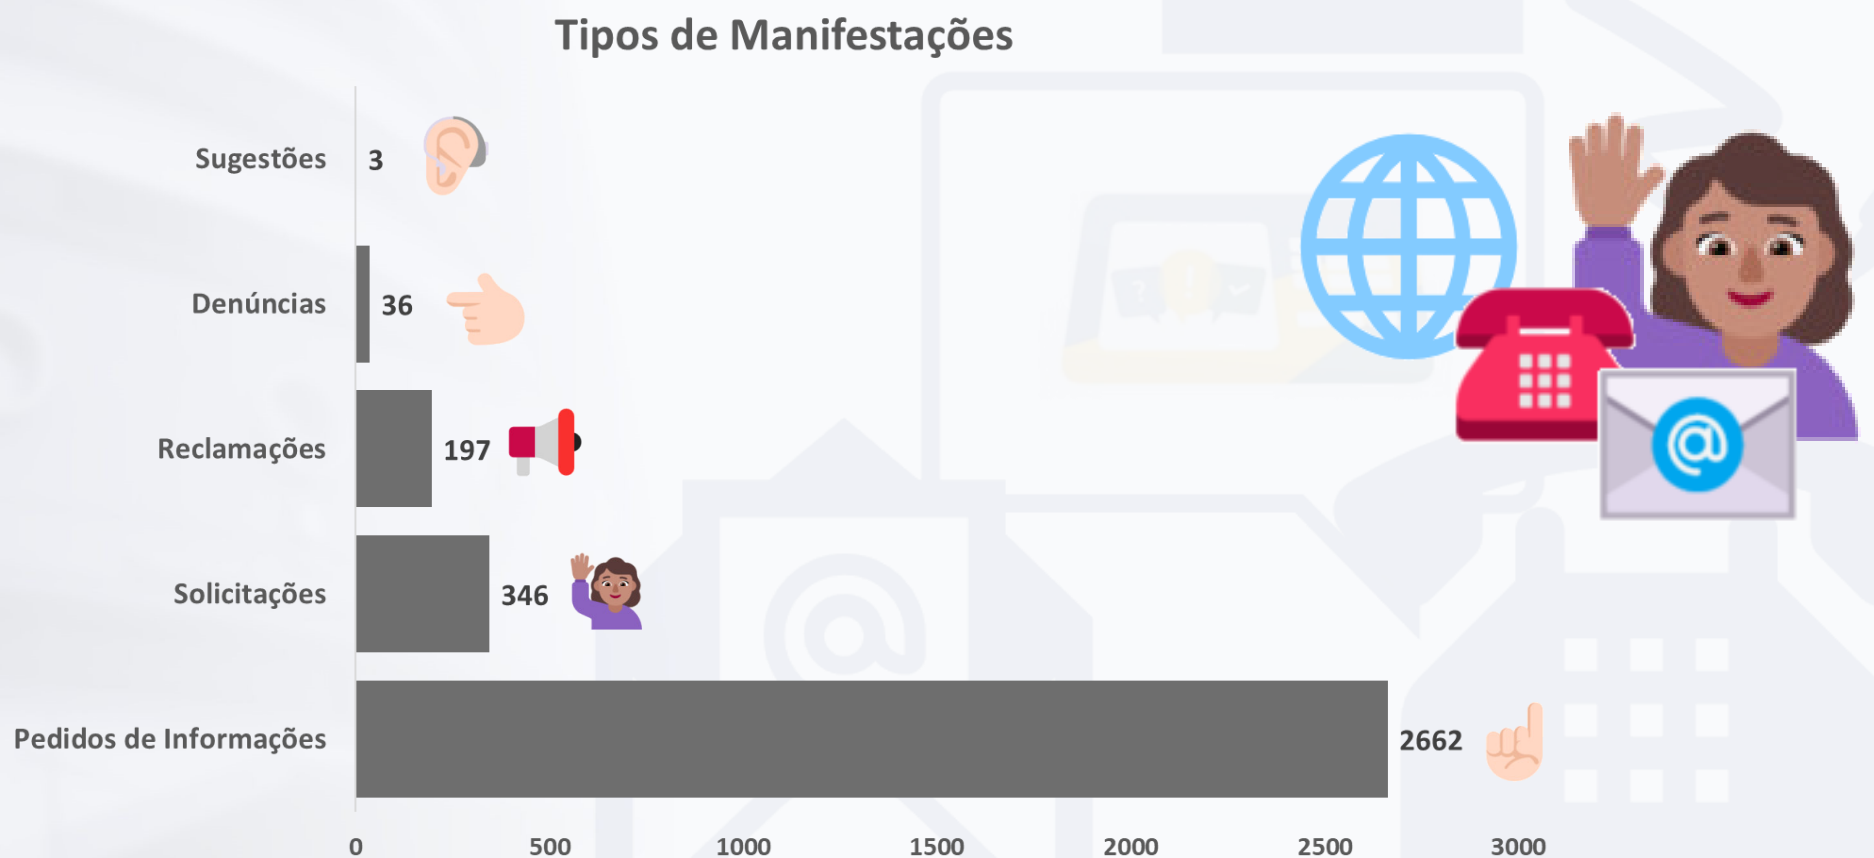 Tipos de Manifestações
Sugestões 3
Denúncias 36
Reclamações 197
Solicitações 346
Pedidos de Informações 2662
0 500 1000 1500 2000 2500 3000